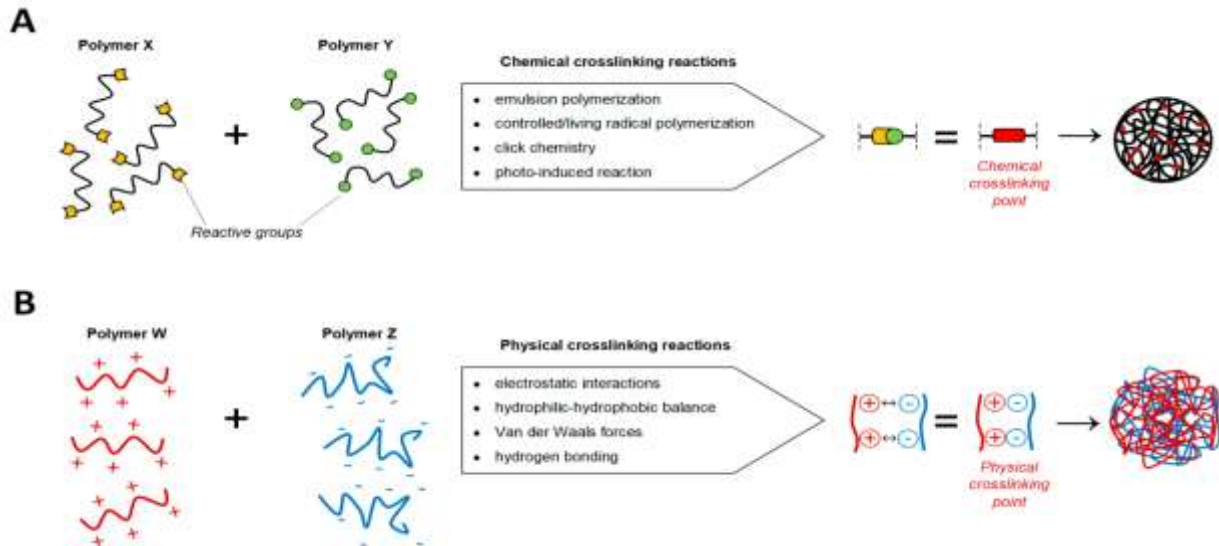 A
Polymer X
Polymer Y
Chemical crosslinking reactions
• emulsion polymerization
• controlled/living radical polymerization
• click chemistry
• photo-induced reaction
+
=
Chemical
crosslinking
point
Reactive groups
B
Polymer W
Polymer Z
Physical crosslinking reactions
• electrostatic interactions
• hydrophilic-hydrophobic balance
• Van der Waals forces
• hydrogen bonding
+
=
Physical
crosslinking
point